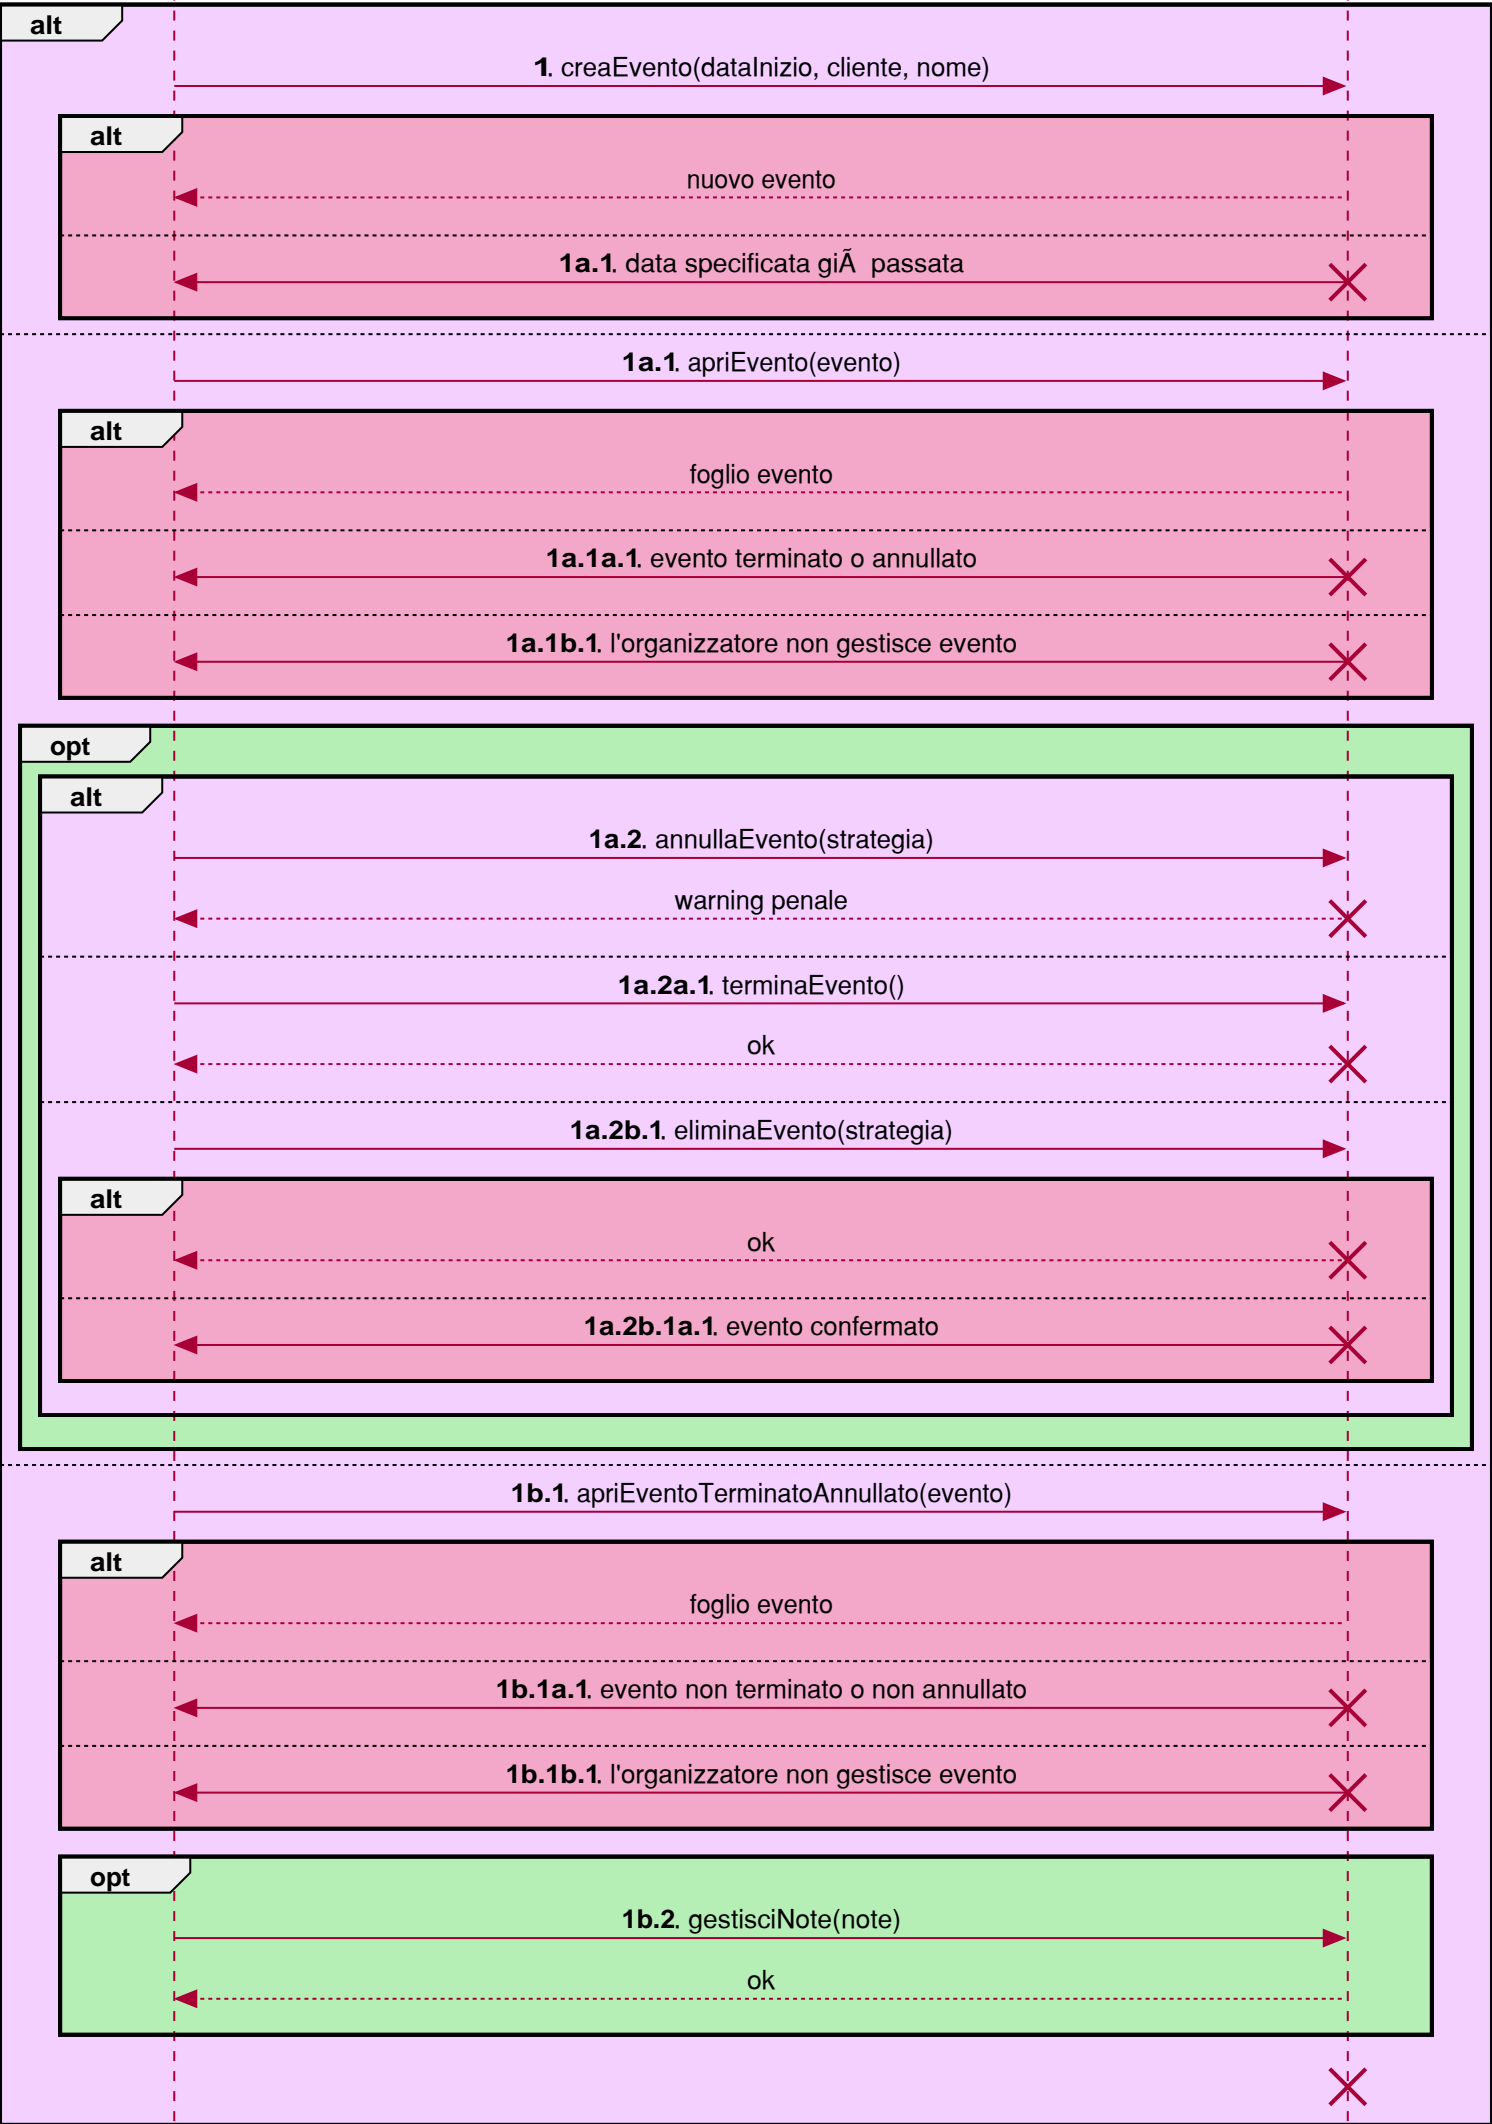 alt
1. creaEvento(dataInizio, cliente, nome)
alt
nuovo evento
1a.1. data specificata giÃ  passata
1a.1. apriEvento(evento)
alt
foglio evento
1a.1a.1. evento terminato o annullato
1a.1b.1. l'organizzatore non gestisce evento
opt
alt
1a.2. annullaEvento(strategia)
warning penale
1a.2a.1. terminaEvento()
ok
1a.2b.1. eliminaEvento(strategia)
alt
ok
1a.2b.1a.1. evento confermato
1b.1. apriEventoTerminatoAnnullato(evento)
alt
foglio evento
1b.1a.1. evento non terminato o non annullato
1b.1b.1. l'organizzatore non gestisce evento
opt
1b.2. gestisciNote(note)
ok